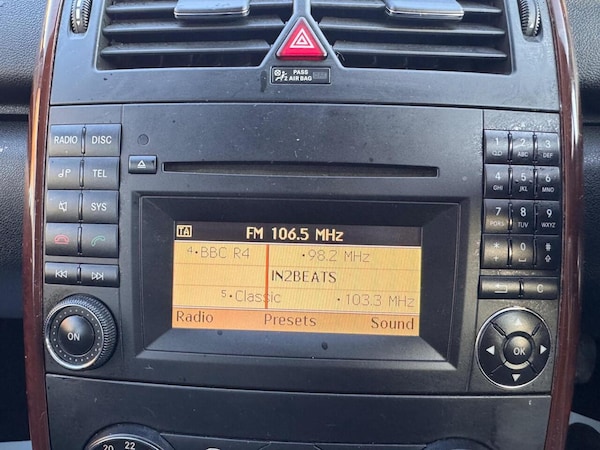 PASS
2 AIR BAG
RADIO DISC
TEL
SYS
ON
TA FM 106.5 MHz
4•BBC R4 •98.2 MHz
IN2BEATS
5•Classic •103.3 MHz
Radio Presets Sound
1 2 ABC 3 DEF
4 GHI 5 JKL 6 MNO
7 PQRS 8 TUV 9 WXYZ
* 0 #
C
OK
22